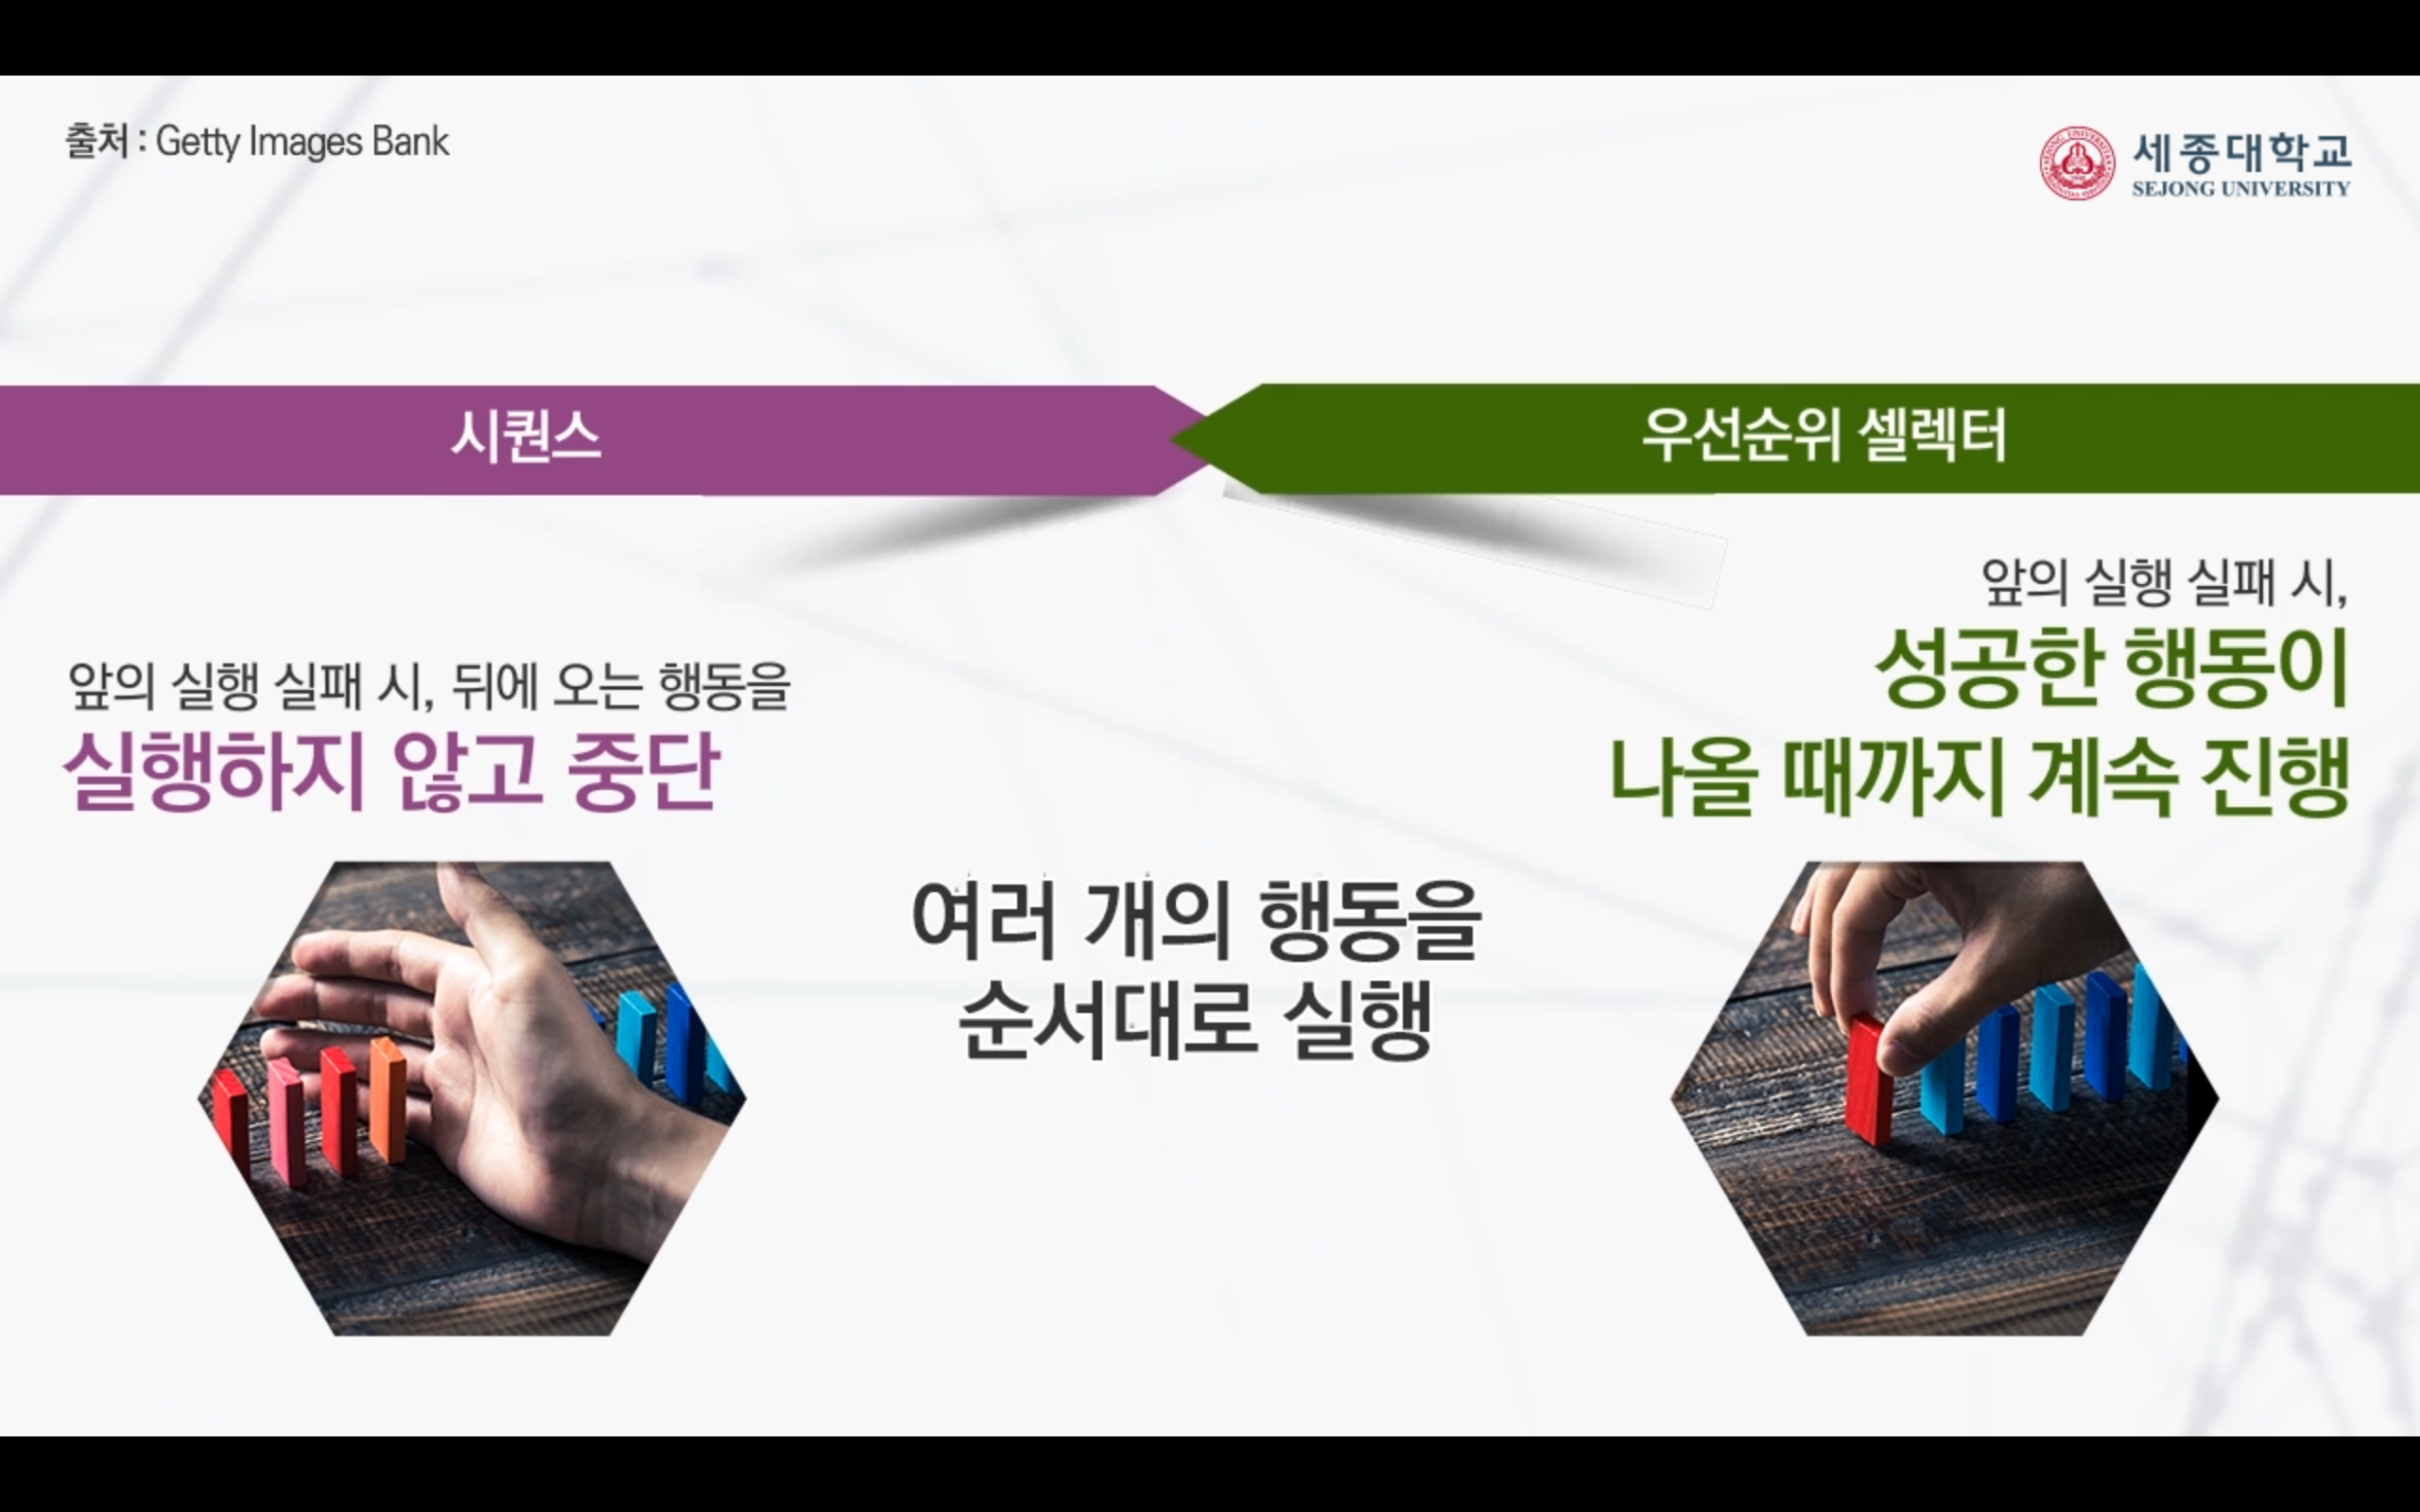 출처 : Getty Images Bank
세종대학교
SEJONG UNIVERSITY
시퀀스
우선순위 셀렉터
앞의 실행 실패 시, 뒤에 오는 행동을
실행하지 않고 중단
앞의 실행 실패 시,
성공한 행동이
나올 때까지 계속 진행
여러 개의 행동을
순서대로 실행